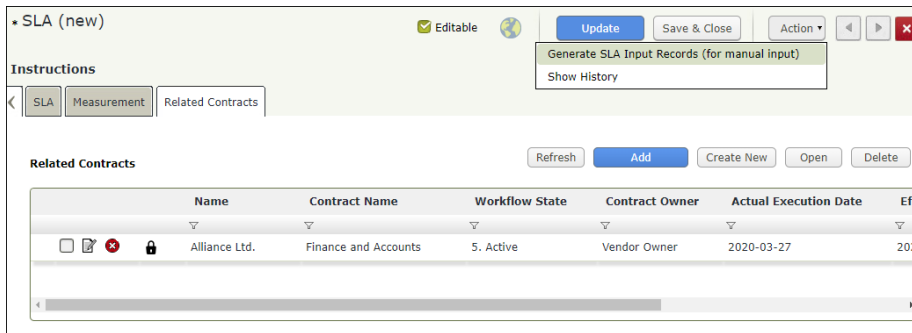 * SLA (new)
Editable
Update
Save & Close
Action
Generate SLA Input Records (for manual input)
Show History
Instructions
SLA
Measurement
Related Contracts
Related Contracts
Refresh
Add
Create New
Open
Delete
Name Contract Name Workflow State Contract Owner Actual Execution Date Ef
Alliance Ltd. Finance and Accounts 5. Active Vendor Owner 2020-03-27 20